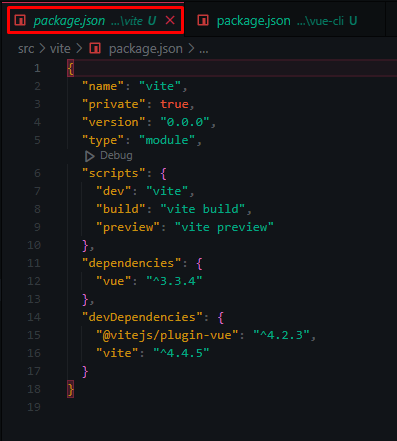 package.json ...\vite U package.json ...\vue-cli U
src > vite > package.json > ...
1 {
2 "name": "vite",
3 "private": true,
4 "version": "0.0.0",
5 "type": "module",
Debug
6 "scripts": {
7 "dev": "vite",
8 "build": "vite build",
9 "preview": "vite preview"
10 },
11 "dependencies": {
12 "vue": "^3.3.4"
13 },
14 "devDependencies": {
15 "@vitejs/plugin-vue": "^4.2.3",
16 "vite": "^4.4.5"
17 }
18 }
19